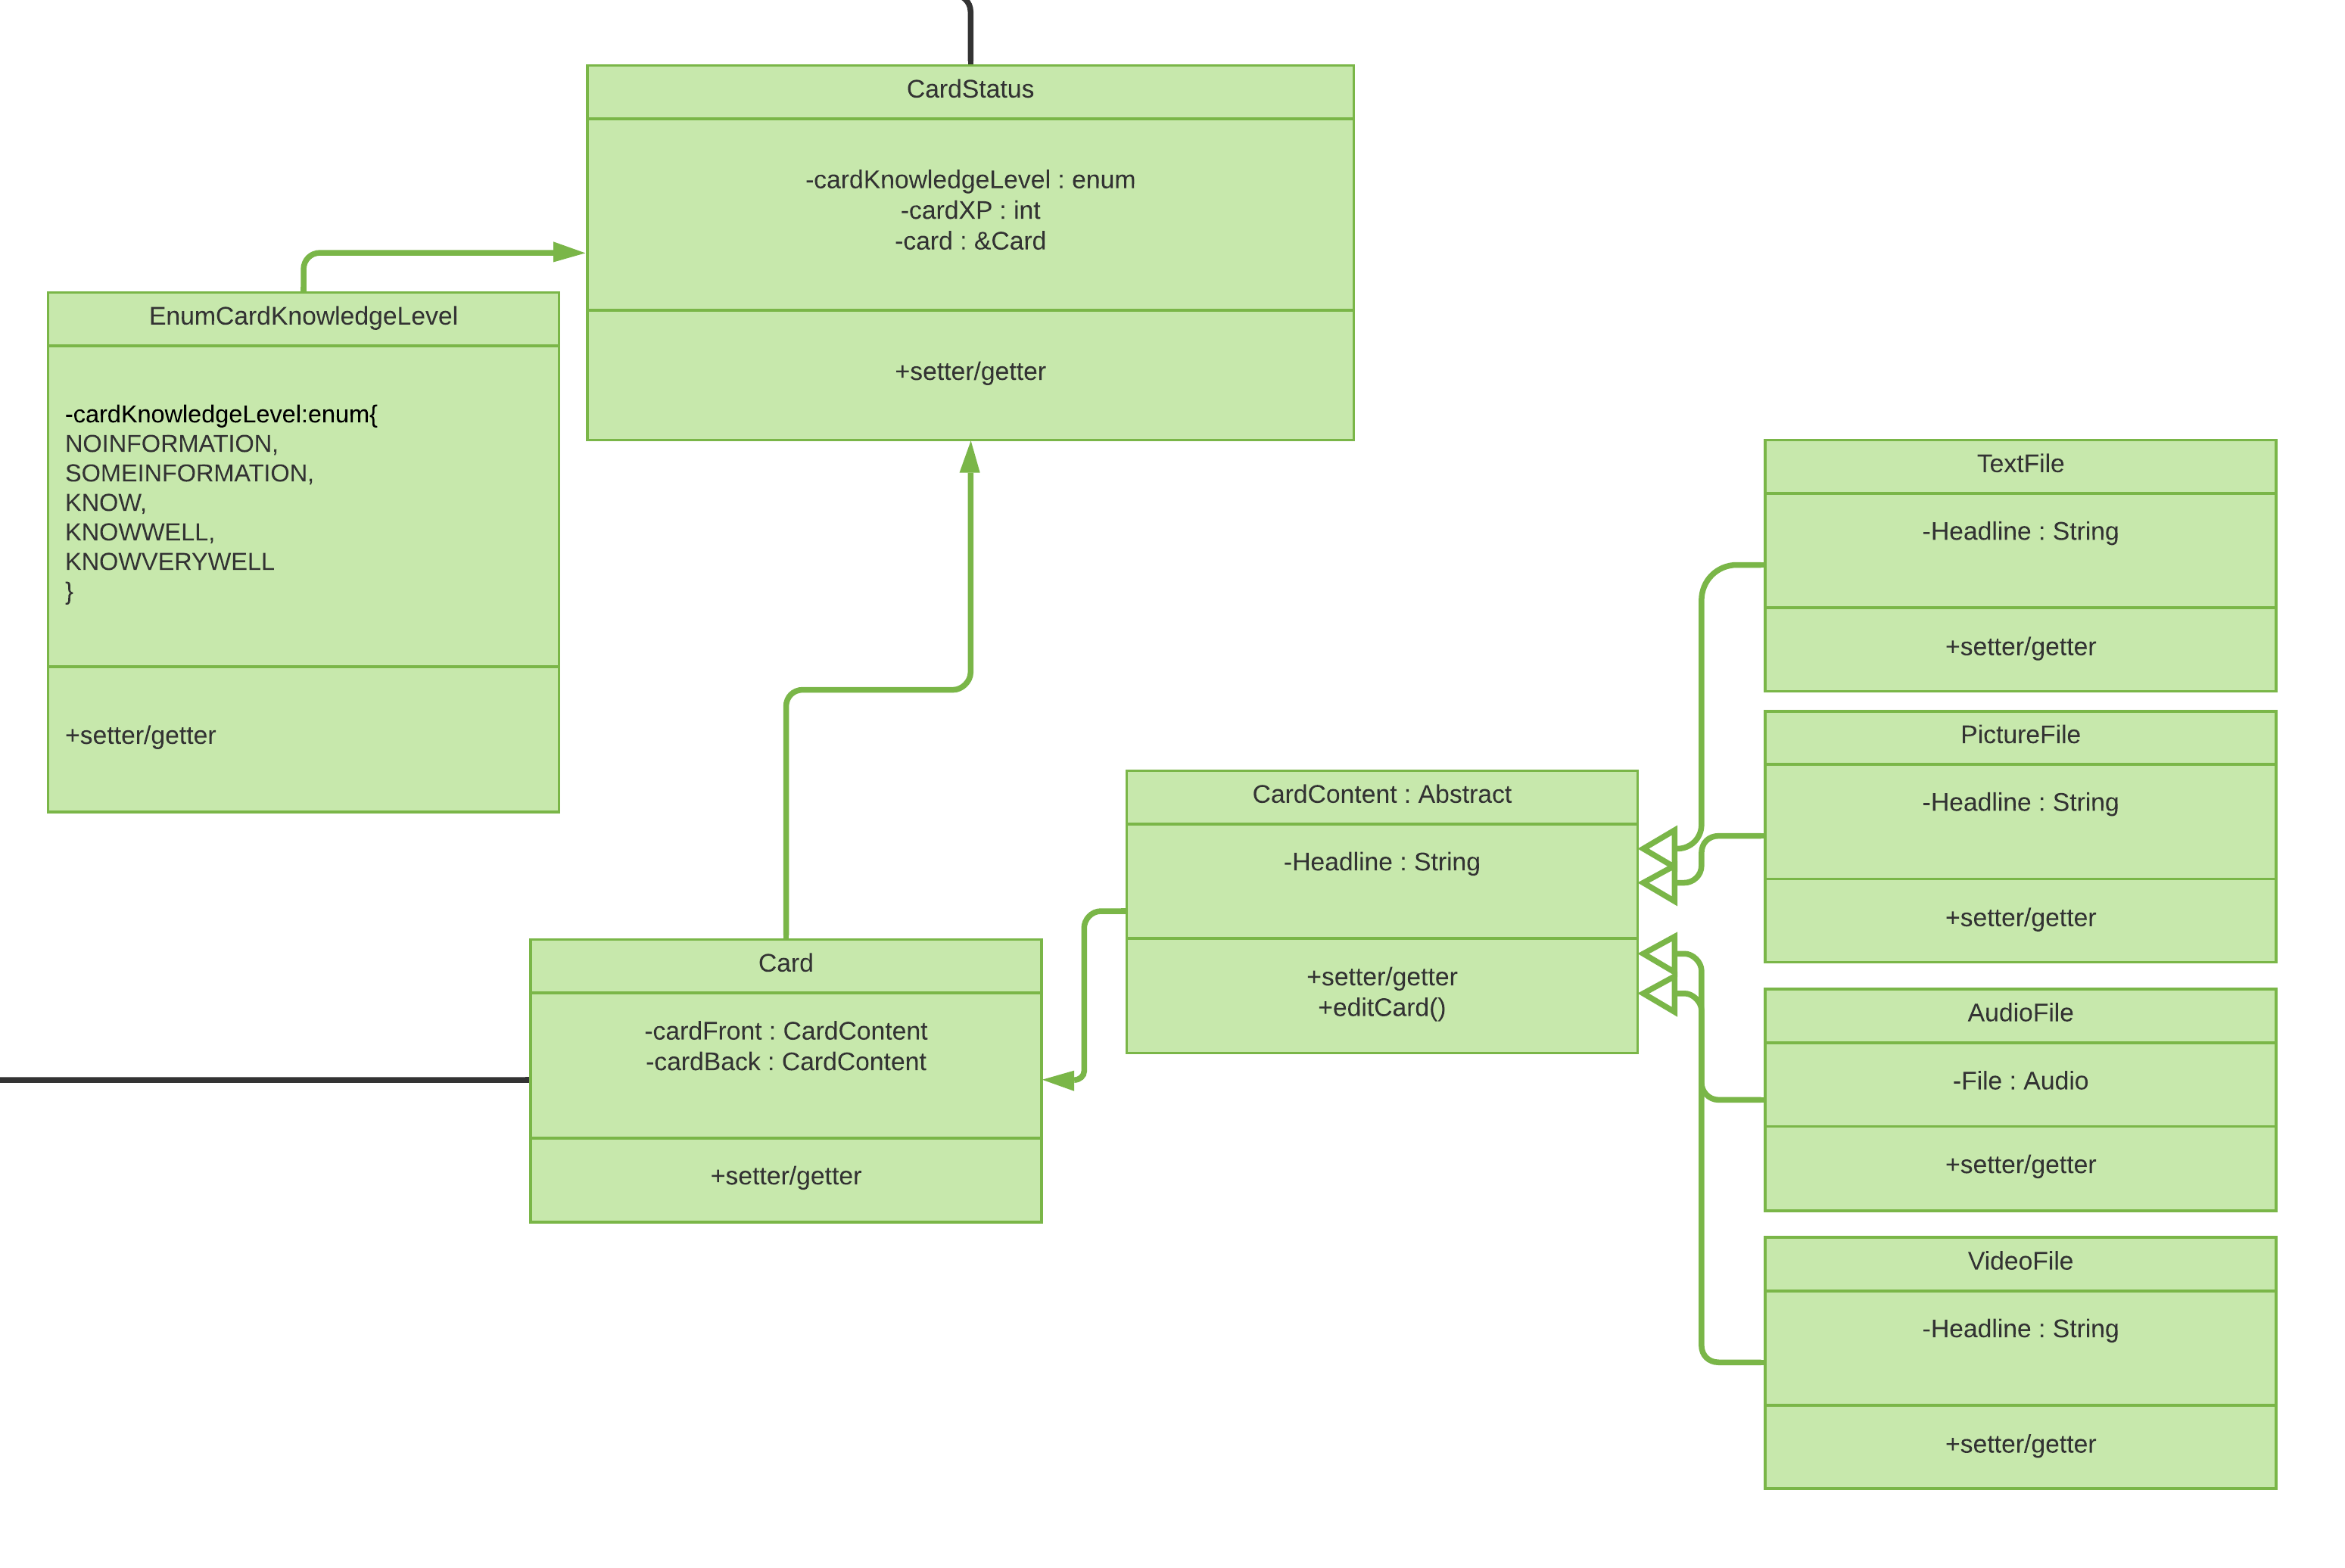 CardStatus
-cardKnowledgeLevel : enum
-cardXP : int
-card : &Card
+setter/getter
EnumCardKnowledgeLevel
-cardKnowledgeLevel:enum{
NOINFORMATION,
SOMEINFORMATION,
KNOW,
KNOWWELL,
KNOWVERYWELL
}
+setter/getter
Card
-cardFront : CardContent
-cardBack : CardContent
+setter/getter
CardContent : Abstract
-Headline : String
+setter/getter
+editCard()
TextFile
-Headline : String
+setter/getter
PictureFile
-Headline : String
+setter/getter
AudioFile
-File : Audio
+setter/getter
VideoFile
-Headline : String
+setter/getter